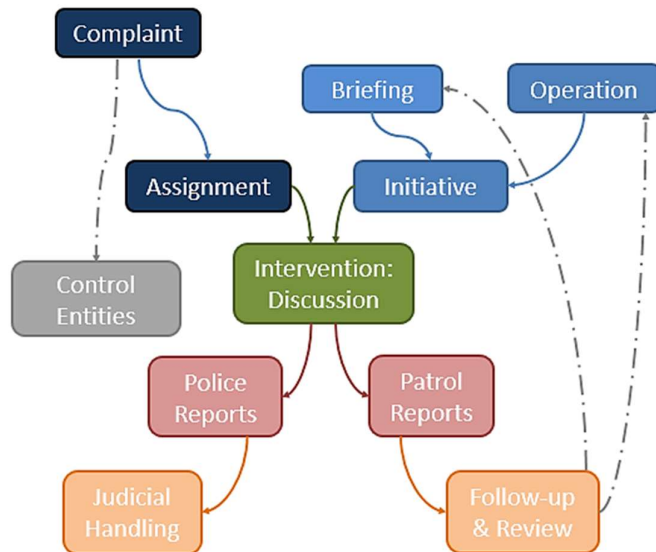 Complaint
Briefing
Operation
Assignment
Initiative
Intervention:
Discussion
Control
Entities
Police
Reports
Patrol
Reports
Judicial
Handling
Follow-up
& Review